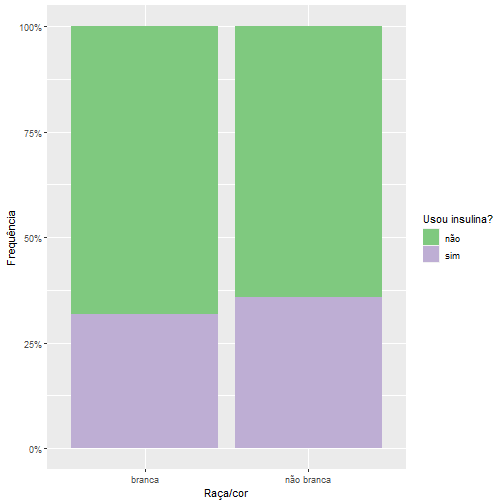 100%
75%
50%
25%
0%
Frequência
branca
não branca
Raça/cor
Usou insulina?
não
sim